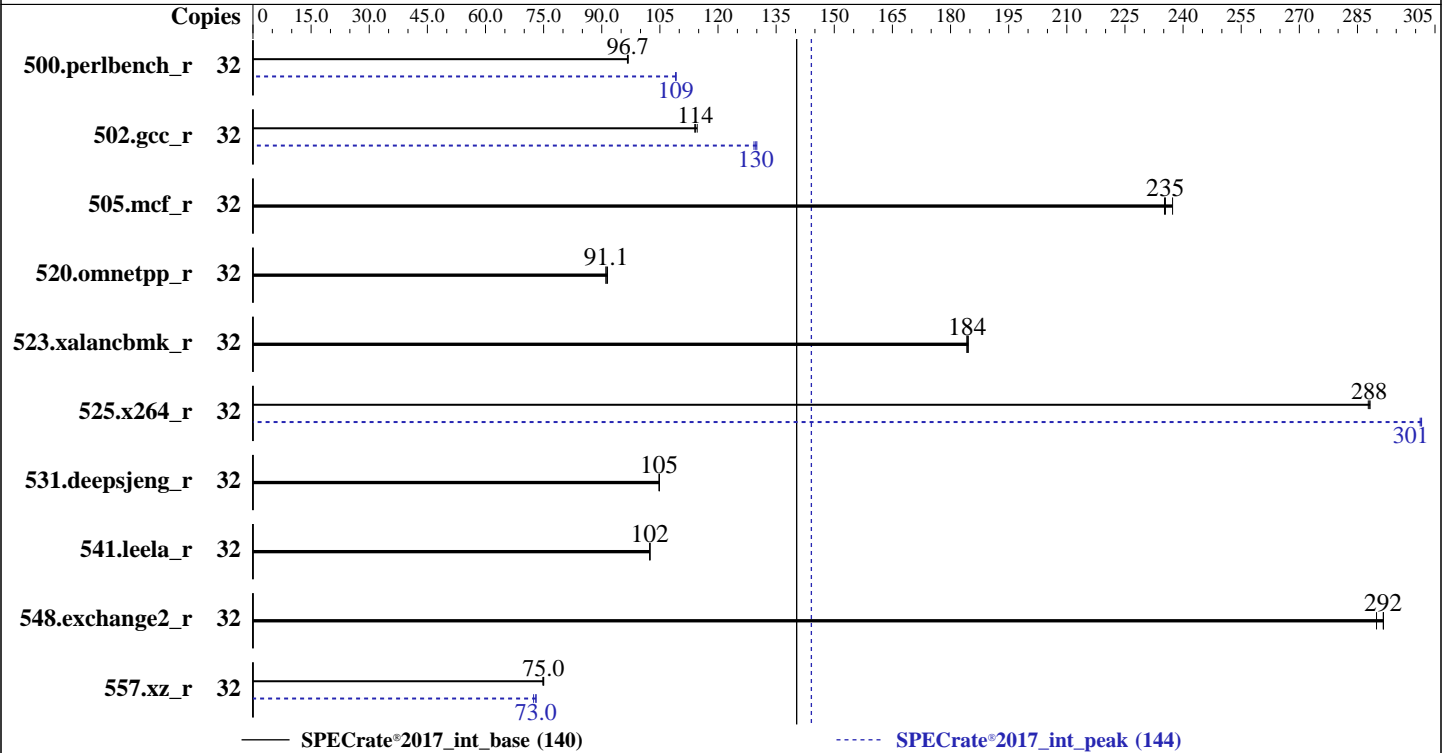 Copies 0 15.0 30.0 45.0 60.0 75.0 90.0 105 120 135 150 165 180 195 210 225 240 255 270 285 305
96.7
500.perlbench_r 32
109
114
502.gcc_r 32
130
235
505.mcf_r 32
91.1
520.omnetpp_r 32
184
523.xalancbmk_r 32
288
525.x264_r 32
301
105
531.deepsjeng_r 32
102
541.leela_r 32
292
548.exchange2_r 32
75.0
557.xz_r 32
73.0
SPECrate®2017_int_base (140) SPECrate®2017_int_peak (144)